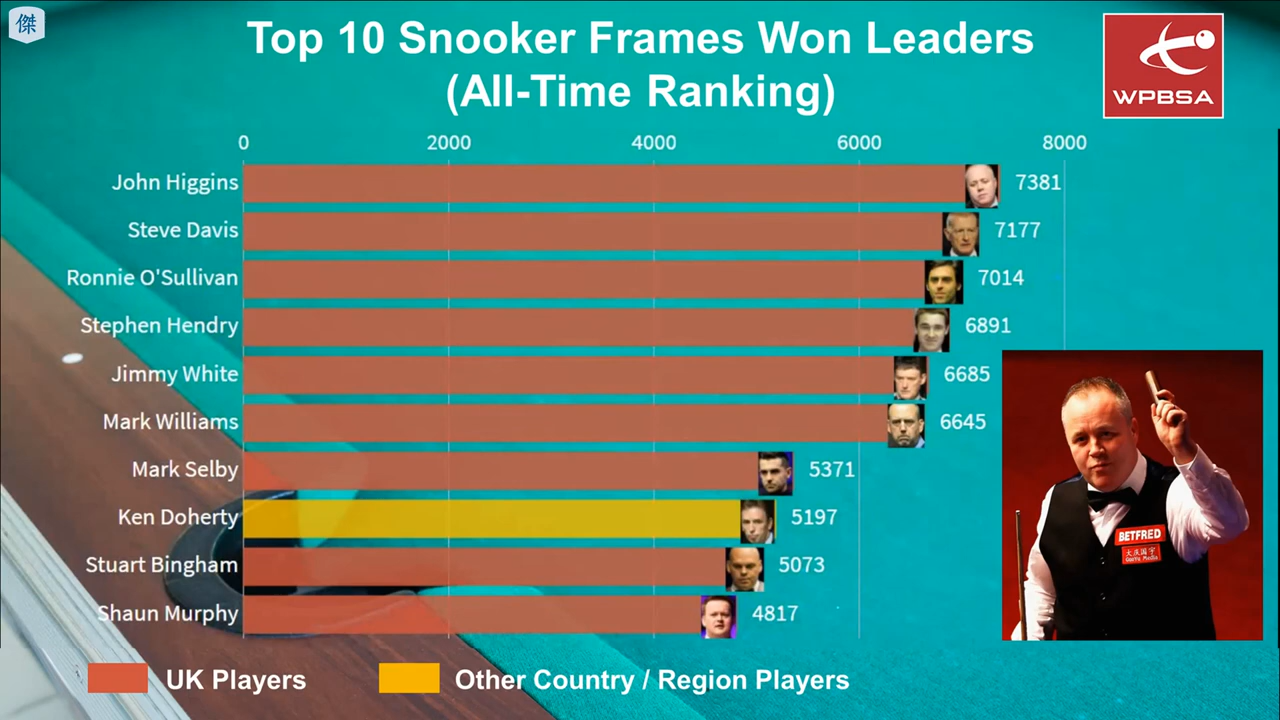 傑
Top 10 Snooker Frames Won Leaders
(All-Time Ranking)
WPBSA
0 2000 4000 6000 8000
John Higgins 7381
Steve Davis 7177
Ronnie O'Sullivan 7014
Stephen Hendry 6891
Jimmy White 6685
Mark Williams 6645
Mark Selby 5371
Ken Doherty 5197
Stuart Bingham 5073
Shaun Murphy 4817
BETFRED
UK Players Other Country / Region Players